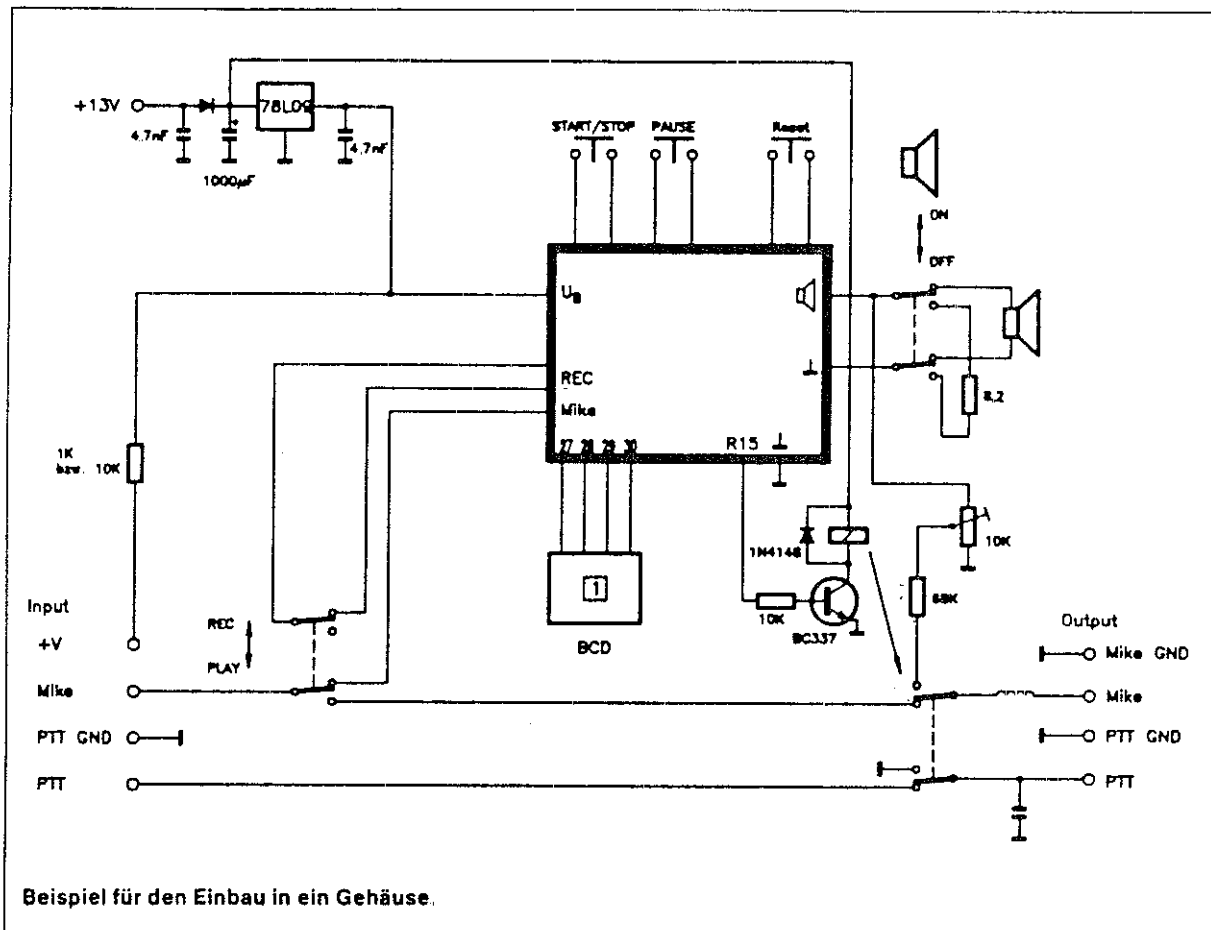 +13V
78L09
4.7nF
1000µF
4.7nF
START/STOP
PAUSE
Reset
ON
OFF
U_B
REC
Mike
27 28 29 30
R15
8.2
1K
bzw. 10K
1N4148
10K
BC337
10K
68K
1
BCD
Input
+V
Mike
PTT GND
PTT
REC
PLAY
Output
Mike GND
Mike
PTT GND
PTT
Beispiel für den Einbau in ein Gehäuse.